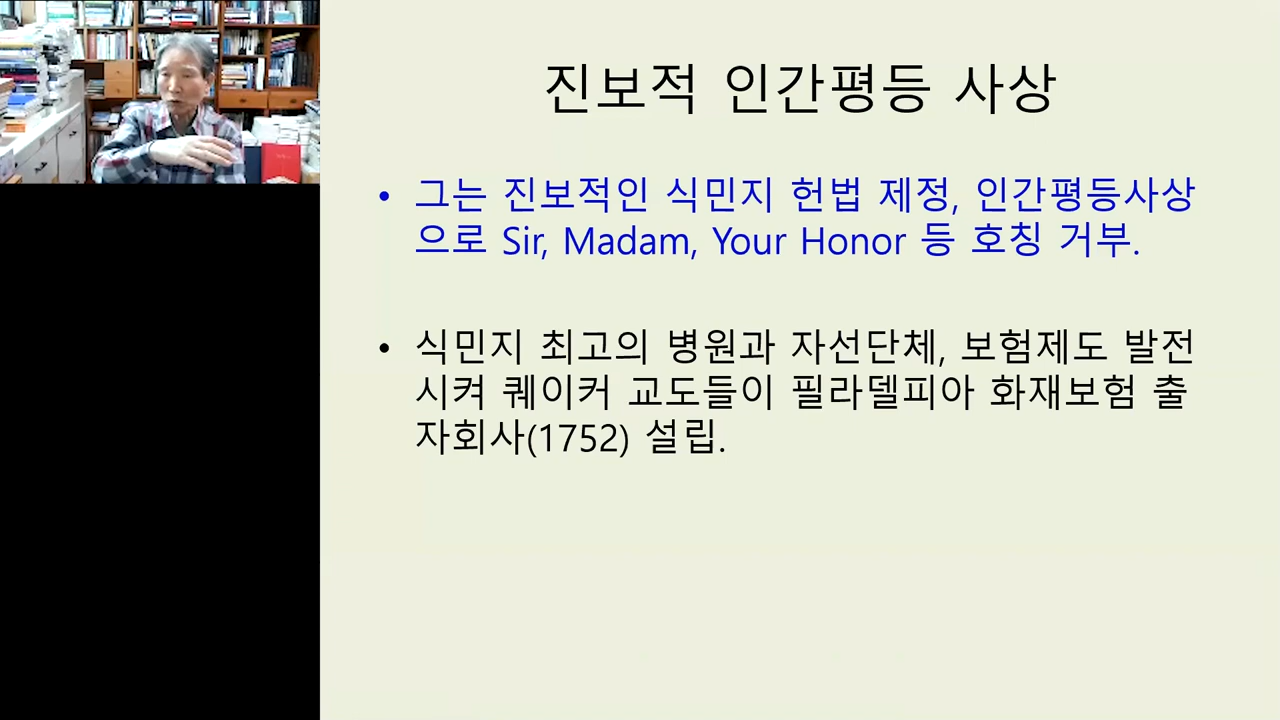 진보적 인간평등 사상
• 그는 진보적인 식민지 헌법 제정, 인간평등사상
으로 Sir, Madam, Your Honor 등 호칭 거부.
• 식민지 최고의 병원과 자선단체, 보험제도 발전
시켜 퀘이커 교도들이 필라델피아 화재보험 출
자회사(1752) 설립.